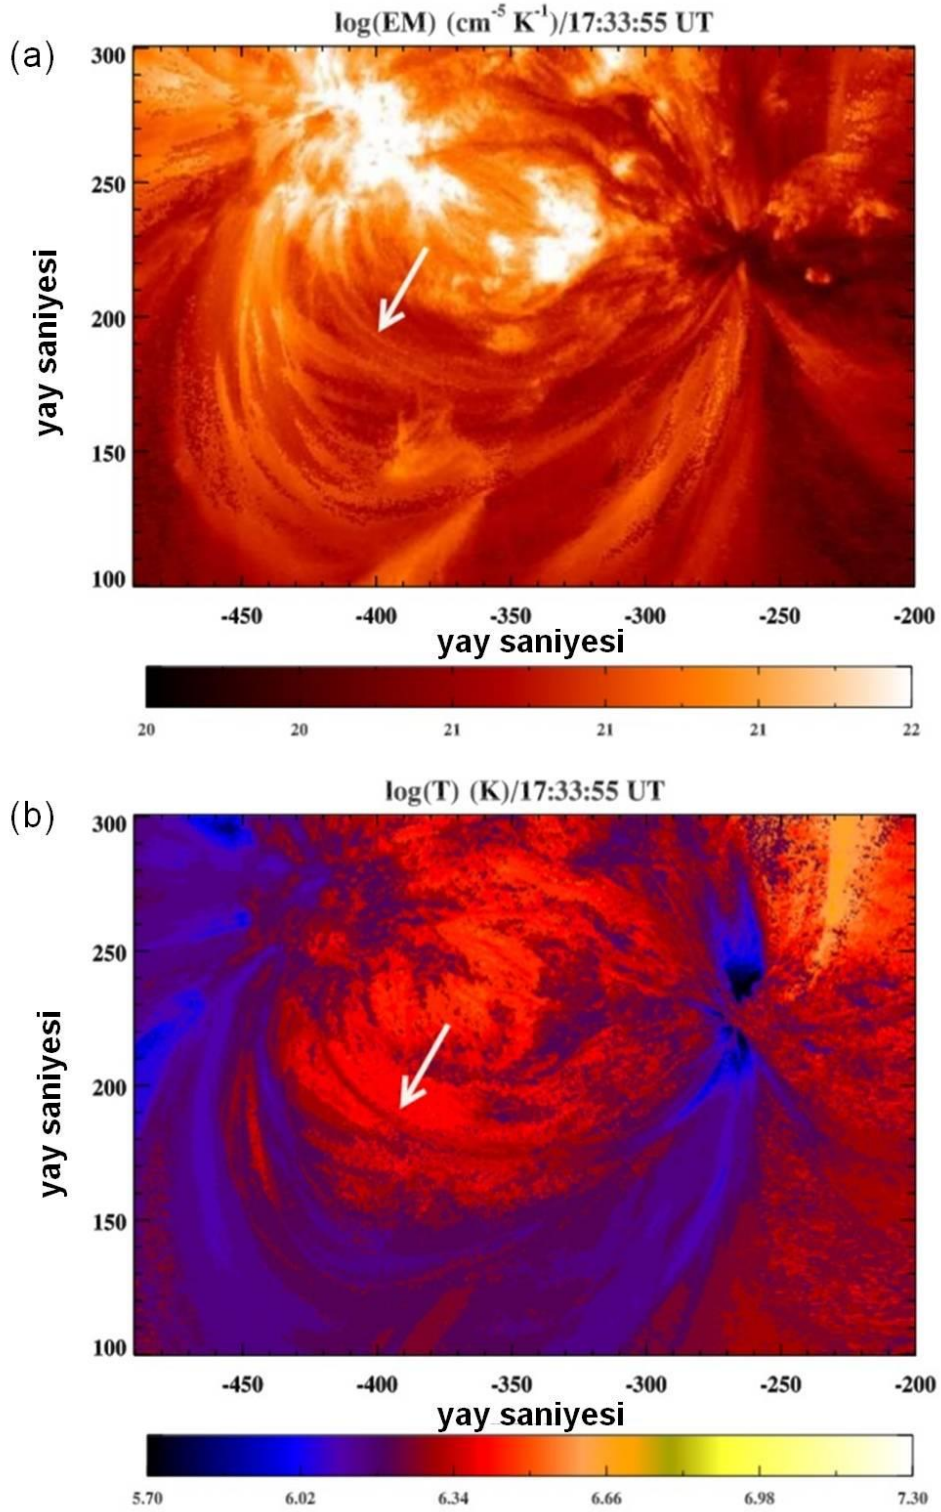 (a)
log(EM) (cm⁻⁵ K⁻¹)/17:33:55 UT
300
250
200
150
100
yay saniyesi
-450 -400 -350 -300 -250 -200
yay saniyesi
20 20 21 21 21 22
(b)
log(T) (K)/17:33:55 UT
300
250
200
150
100
yay saniyesi
-450 -400 -350 -300 -250 -200
yay saniyesi
5.70 6.02 6.34 6.66 6.98 7.30